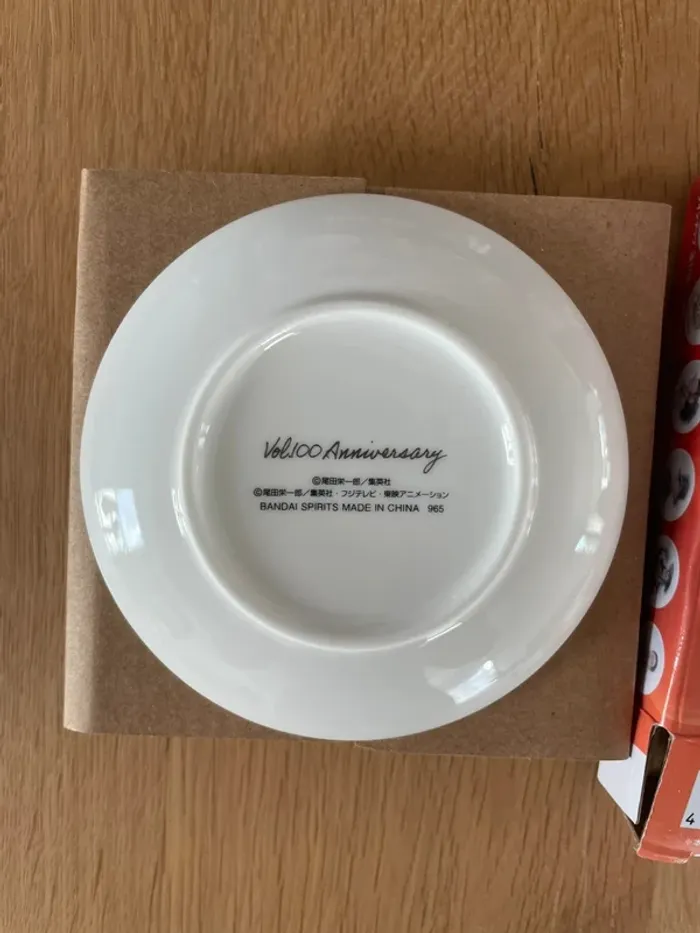 Vol.100 Anniversary
©尾田栄一郎／集英社
©尾田栄一郎／集英社・フジテレビ・東映アニメーション
BANDAI SPIRITS MADE IN CHINA 965
4